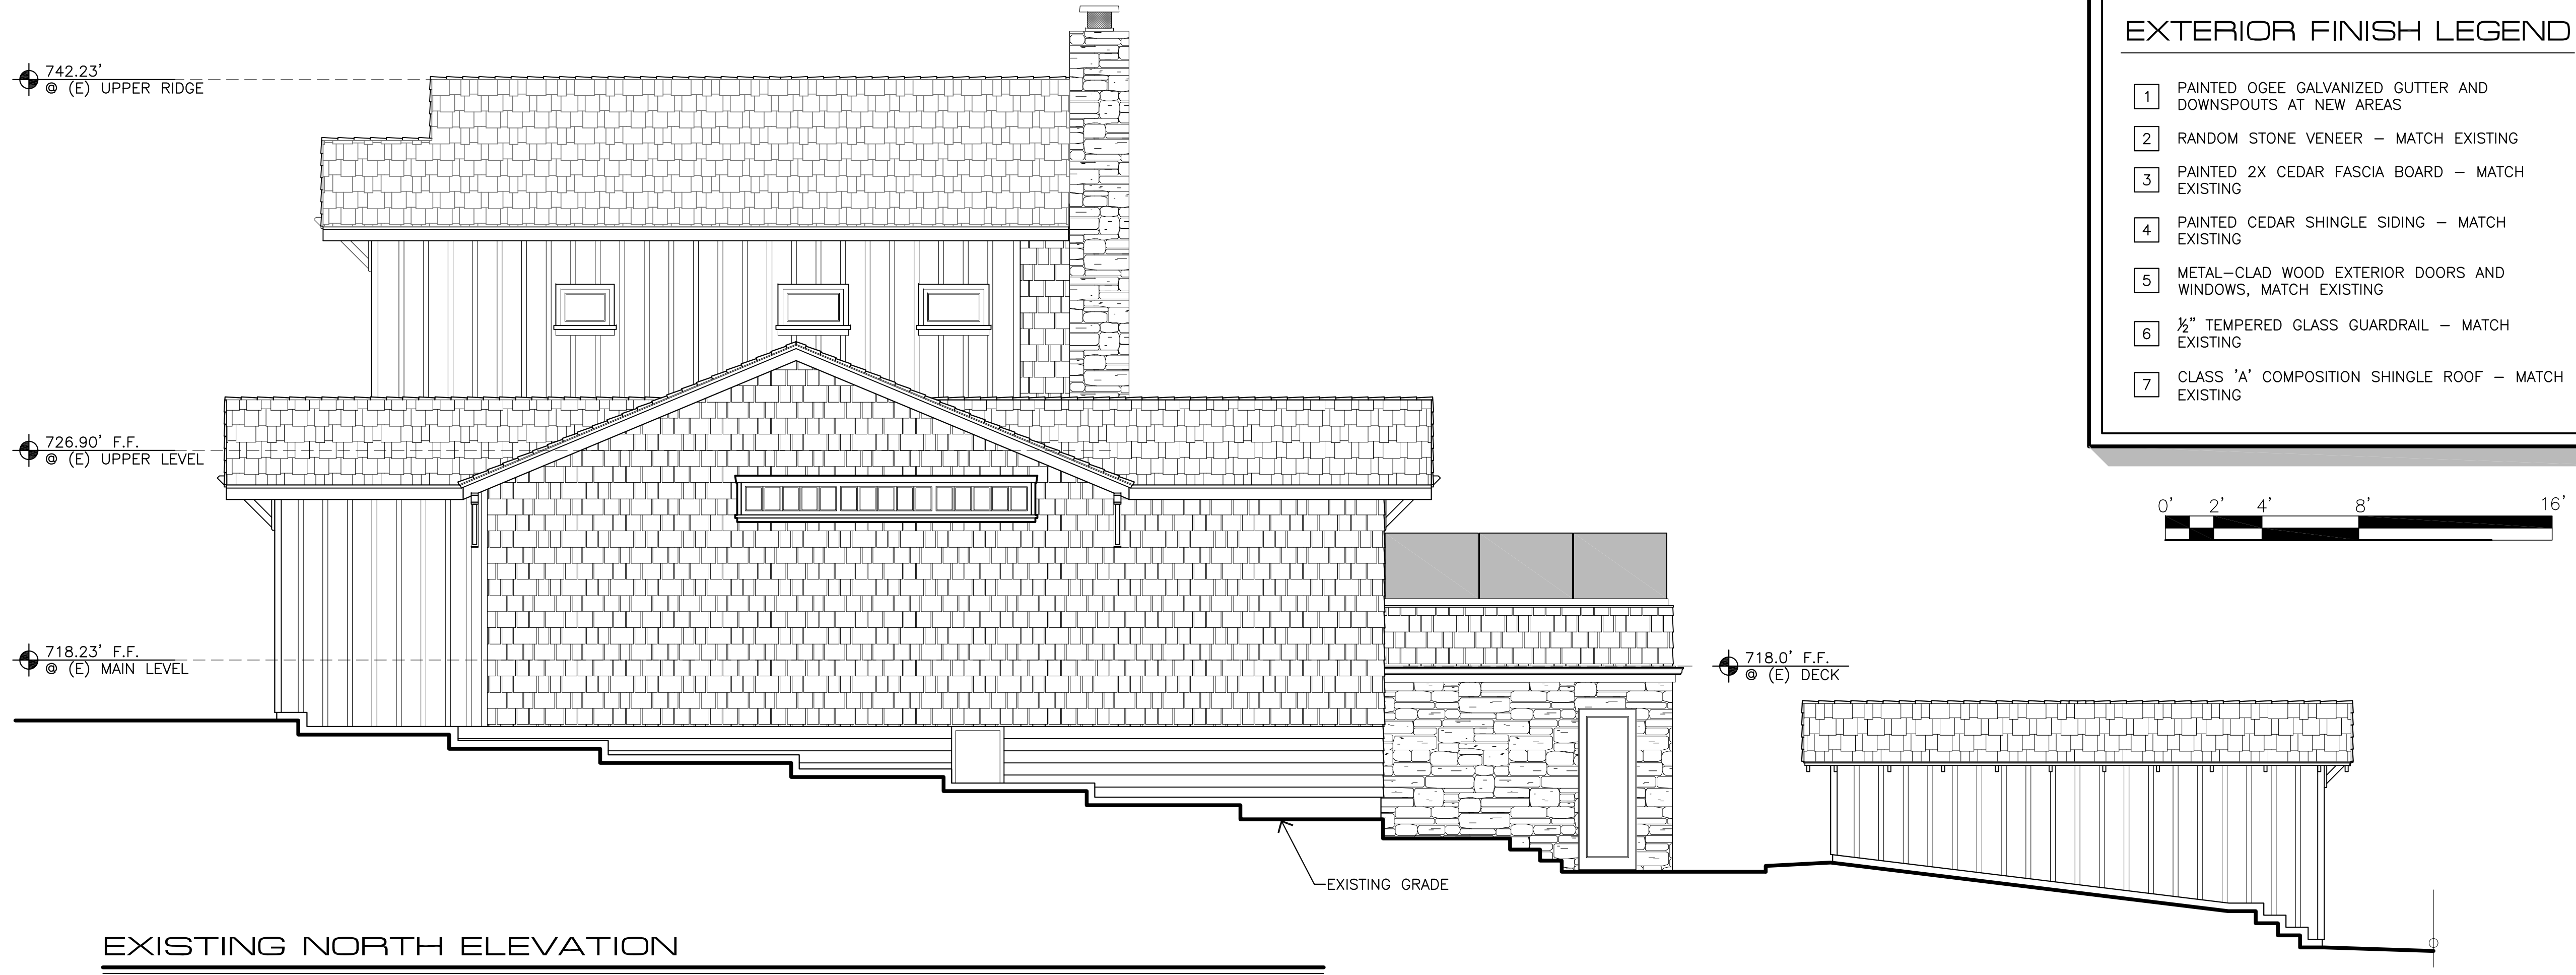 742.23'
@ (E) UPPER RIDGE
726.90' F.F.
@ (E) UPPER LEVEL
718.23' F.F.
@ (E) MAIN LEVEL
718.0' F.F.
@ (E) DECK
EXISTING GRADE
EXISTING NORTH ELEVATION
EXTERIOR FINISH LEGEND
1 PAINTED OGEE GALVANIZED GUTTER AND
DOWNSPOUTS AT NEW AREAS
2 RANDOM STONE VENEER – MATCH EXISTING
3 PAINTED 2X CEDAR FASCIA BOARD – MATCH
EXISTING
4 PAINTED CEDAR SHINGLE SIDING – MATCH
EXISTING
5 METAL–CLAD WOOD EXTERIOR DOORS AND
WINDOWS, MATCH EXISTING
6 ½" TEMPERED GLASS GUARDRAIL – MATCH
EXISTING
7 CLASS 'A' COMPOSITION SHINGLE ROOF – MATCH
EXISTING
0' 2' 4' 8' 16'